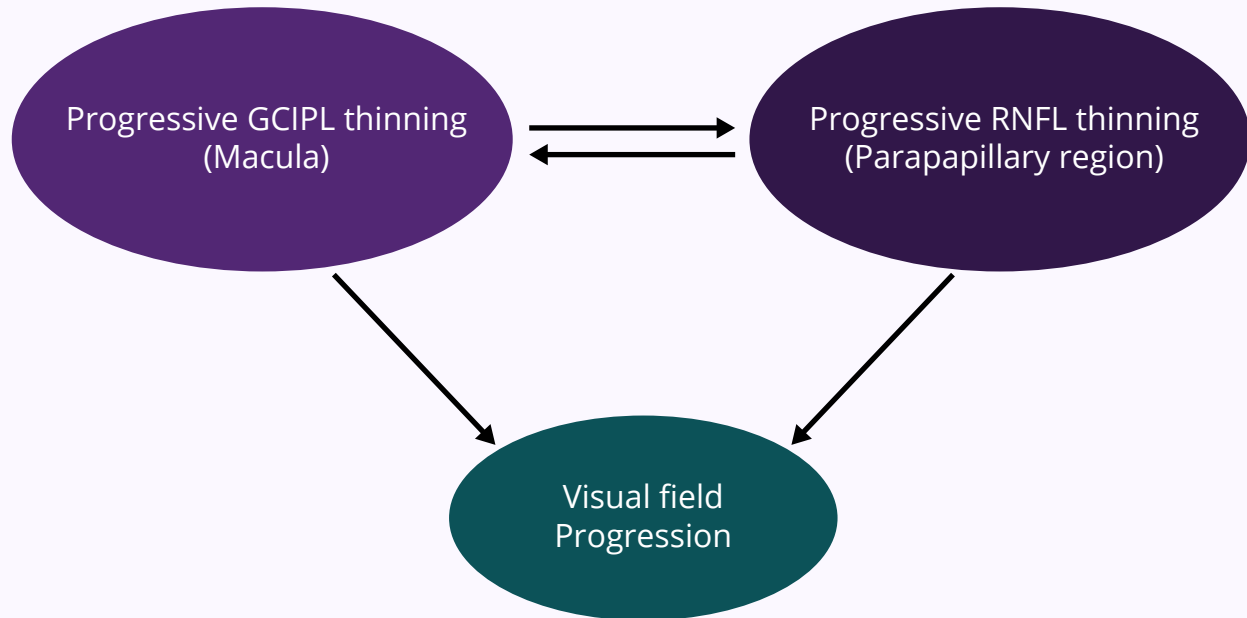 Progressive GCIPL thinning
(Macula)
Progressive RNFL thinning
(Parapapillary region)
Visual field
Progression